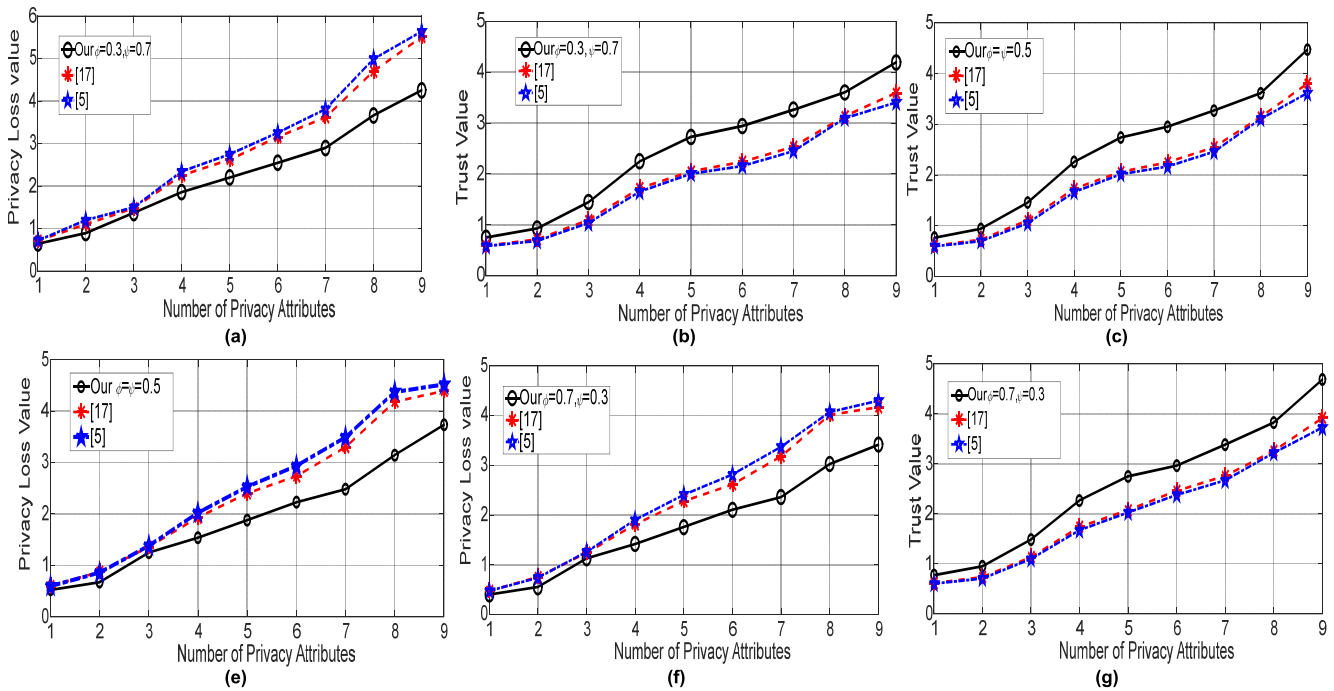 Privacy Loss value
6
5
4
3
2
1
0
Our φ=0.3,ψ=0.7
[17]
[5]
1 2 3 4 5 6 7 8 9
Number of Privacy Attributes
(a)
Trust Value
5
4
3
2
1
0
Our φ=0.3, ψ=0.7
[17]
[5]
1 2 3 4 5 6 7 8 9
Number of Privacy Attributes
(b)
Trust Value
5
4
3
2
1
0
Our φ=ψ=0.5
[17]
[5]
1 2 3 4 5 6 7 8 9
Number of Privacy Attributes
(c)
Privacy Loss Value
5
4
3
2
1
0
Our φ=ψ=0.5
[17]
[5]
1 2 3 4 5 6 7 8 9
Number of Privacy Attributes
(e)
Privacy Loss Value
5
4
3
2
1
0
Our φ=0.7,ψ=0.3
[17]
[5]
1 2 3 4 5 6 7 8 9
Number of Privacy Attributes
(f)
Trust Value
5
4
3
2
1
0
Our φ=0.7,ψ=0.3
[17]
[5]
1 2 3 4 5 6 7 8 9
Number of Privacy Attributes
(g)